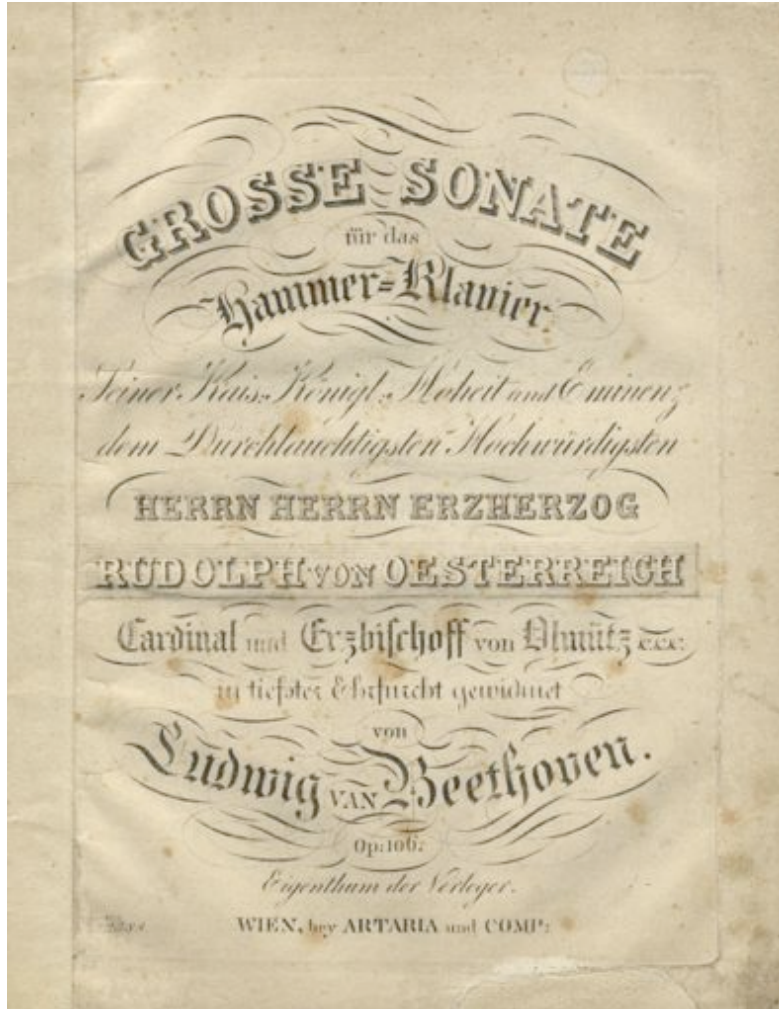 GROSSE SONATE
für das
Hammer=Klavier.
Seiner Kais: Königl: Hoheit und Eminenz
dem Durchlauchtigsten Hochwürdigsten
HERRN HERRN ERZHERZOG
RUDOLPH VON OESTERREICH
Cardinal und Erzbischoff von Olmütz &c.&c.&c.
in tiefster Ehrfurcht gewidmet
von
Ludwig VAN Beethoven.
Op: 106.
Eigenthum der Verleger.
WIEN, bey ARTARIA und COMP: